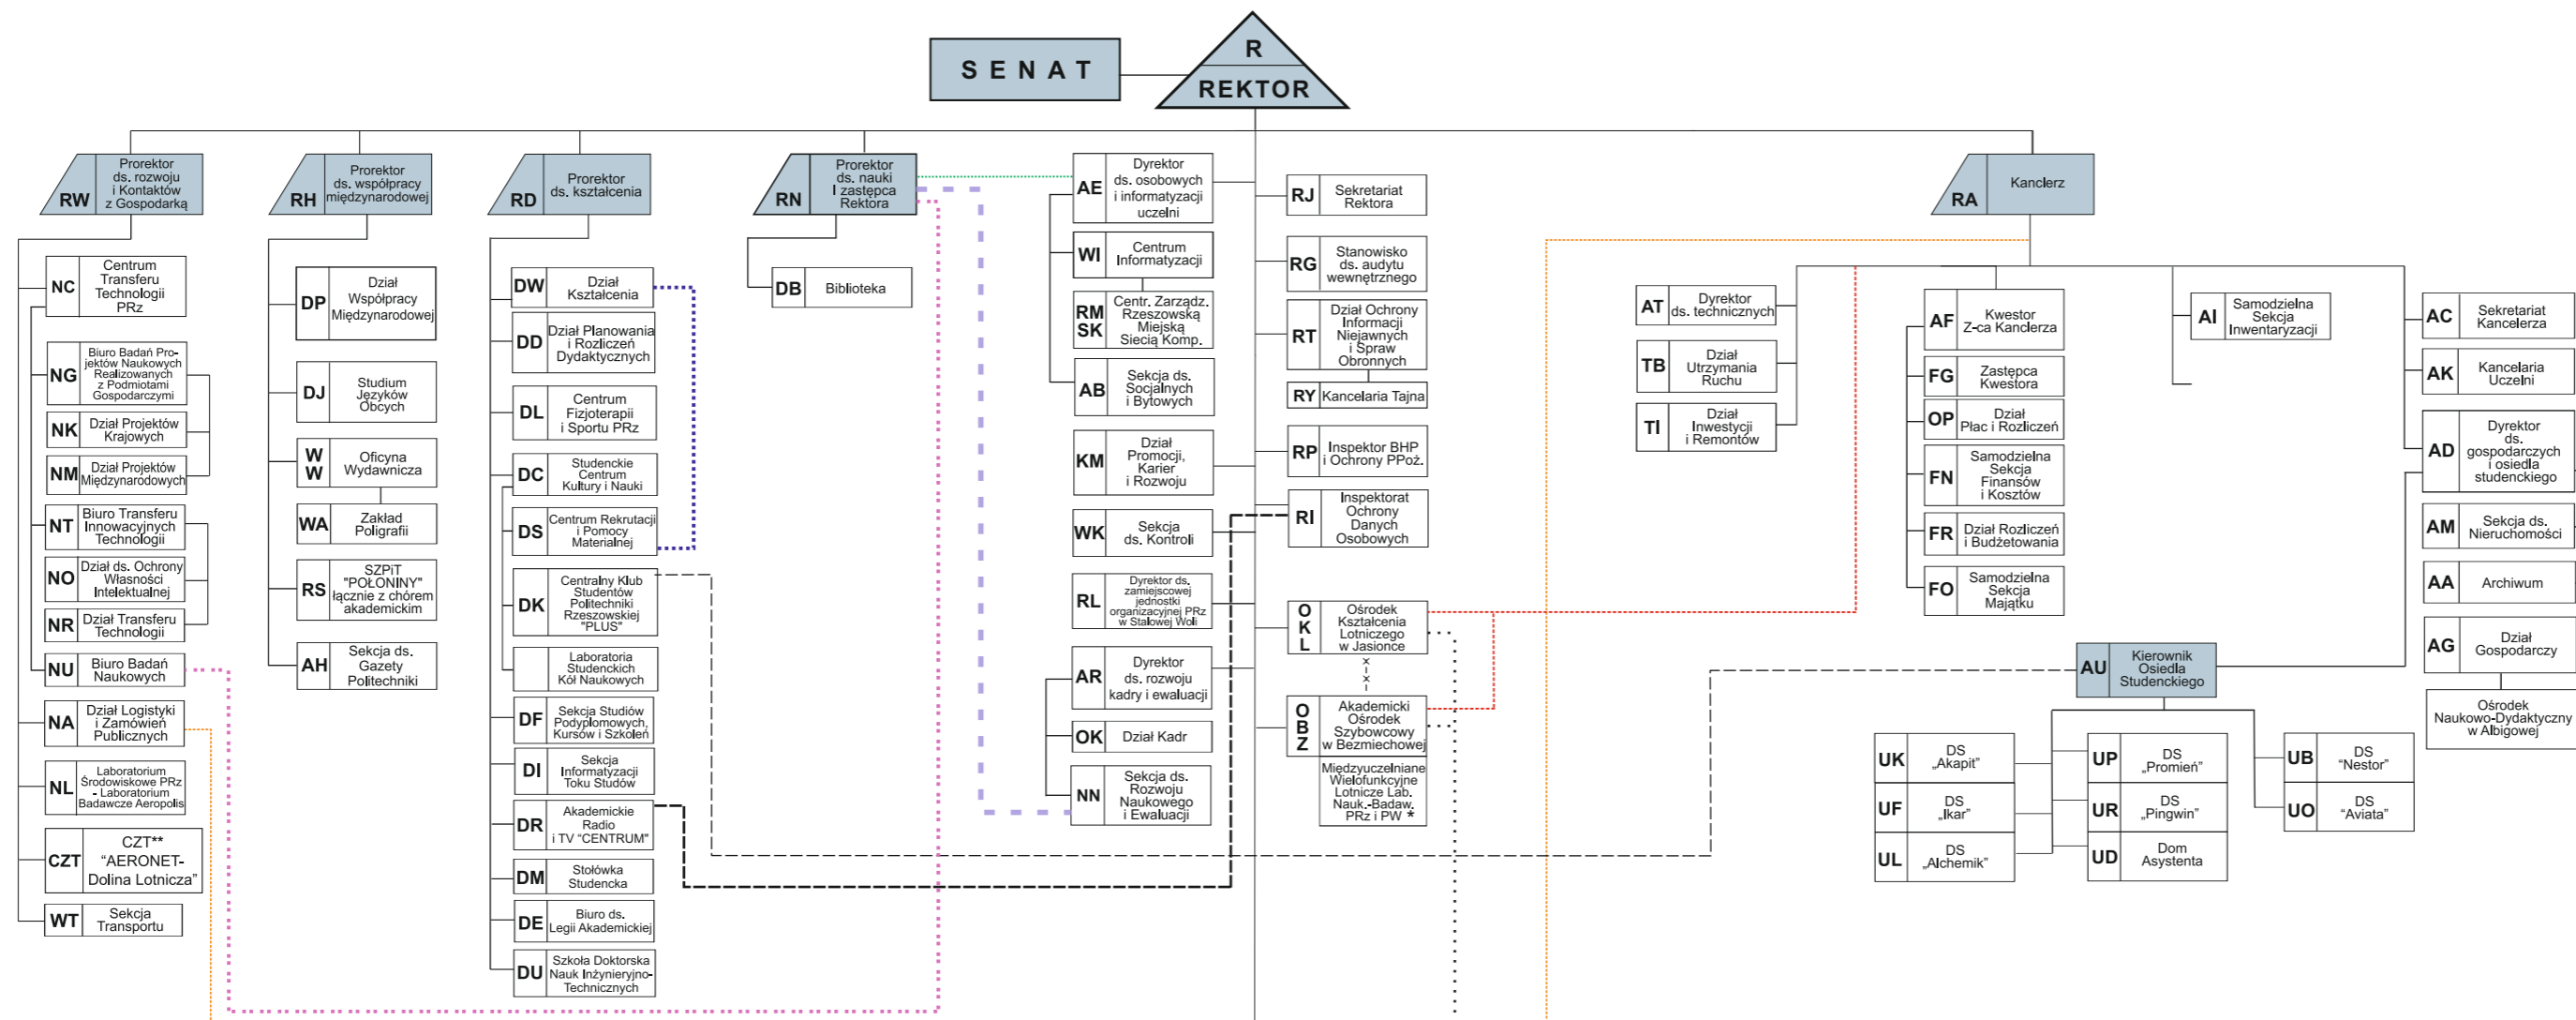 SENAT
R
REKTOR
RW
Prorektor
ds. rozwoju
i Kontaktów
z Gospodarką
NC
Centrum
Transferu
Technologii
PRz
NG
Biuro Badań Pro-
jektów Naukowych
Realizowanych
z Podmiotami
Gospodarczymi
NK
Dział Projektów
Krajowych
NM
Dział Projektów
Międzynarodowych
NT
Biuro Transferu
Innowacyjnych
Technologii
NO
Dział ds. Ochrony
Własności
Intelektualnej
NR
Dział Transferu
Technologii
NU
Biuro Badań
Naukowych
NA
Dział Logistyki
i Zamówień
Publicznych
NL
Laboratorium
Środowiskowe PRz
- Laboratorium
Badawcze Aeropolis
CZT
CZT**
“AERONET-
Dolina Lotnicza”
WT
Sekcja
Transportu
RH
Prorektor
ds. współpracy
międzynarodowej
DP
Dział
Współpracy
Międzynarodowej
DJ
Studium
Języków
Obcych
W
W
Oficyna
Wydawnicza
WA
Zakład
Poligrafii
RS
SZPiT
"POŁONINY"
łącznie z chórem
akademickim
AH
Sekcja ds.
Gazety
Politechniki
RD
Prorektor
ds. kształcenia
DW
Dział
Kształcenia
DD
Dział Planowania
i Rozliczeń
Dydaktycznych
DL
Centrum
Fizjoterapii
i Sportu PRz
DC
Studenckie
Centrum
Kultury i Nauki
DS
Centrum Rekrutacji
i Pomocy
Materialnej
DK
Centralny Klub
Studentów
Politechniki
Rzeszowskiej
"PLUS"
Laboratoria
Studenckich
Kół Naukowych
DF
Sekcja Studiów
Podyplomowych,
Kursów i Szkoleń
DI
Sekcja
Informatyzacji
Toku Studów
DR
Akademickie
Radio
i TV “CENTRUM”
DM
Stołówka
Studencka
DE
Biuro ds.
Legii Akademickiej
DU
Szkoła Doktorska
Nauk Inżynieryjno-
Technicznych
RN
Prorektor
ds. nauki
I zastępca
Rektora
DB
Biblioteka
AE
Dyrektor
ds. osobowych
i informatyzacji
uczelni
WI
Centrum
Informatyzacji
RM
SK
Centr. Zarządz.
Rzeszowską
Miejską
Siecią Komp.
AB
Sekcja ds.
Socjalnych
i Bytowych
KM
Dział
Promocji,
Karier
i Rozwoju
WK
Sekcja
ds. Kontroli
RL
Dyrektor ds.
zamiejscowej
jednostki
organizacyjnej PRz
w Stalowej Woli
AR
Dyrektor
ds. rozwoju
kadry i ewaluacji
OK
Dział Kadr
NN
Sekcja ds.
Rozwoju
Naukowego
i Ewaluacji
RJ
Sekretariat
Rektora
RG
Stanowisko
ds. audytu
wewnętrznego
RT
Dział Ochrony
Informacji
Niejawnych
i Spraw
Obronnych
RY
Kancelaria Tajna
RP
Inspektor BHP
i Ochrony PPoż.
RI
Inspektorat
Ochrony
Danych
Osobowych
O
K
L
Ośrodek
Kształcenia
Lotniczego
w Jasionce
O
B
Z
Akademicki
Ośrodek
Szybowcowy
w Bezmiechowej
Międzyuczelniane
Wielofunkcyjne
Lotnicze Lab.
Nauk.-Badaw.
PRz i PW *
RA
Kanclerz
AT
Dyrektor
ds. technicznych
TB
Dział
Utrzymania
Ruchu
TI
Dział
Inwestycji
i Remontów
AF
Kwestor
Z-ca Kanclerza
FG
Zastępca
Kwestora
OP
Dział
Płac i Rozliczeń
FN
Samodzielna
Sekcja
Finansów
i Kosztów
FR
Dział Rozliczeń
i Budżetowania
FO
Samodzielna
Sekcja
Majątku
AI
Samodzielna
Sekcja
Inwentaryzacji
AC
Sekretariat
Kancelerza
AK
Kancelaria
Uczelni
AD
Dyrektor
ds.
gospodarczych
i osiedla
studenckiego
AM
Sekcja ds.
Nieruchomości
AA
Archiwum
AG
Dział
Gospodarczy
Ośrodek
Naukowo-Dydaktyczny
w Albigowej
AU
Kierownik
Osiedla
Studenckiego
UK
DS
„Akapit”
UF
DS
„Ikar”
UL
DS
„Alchemik”
UP
DS
„Promień”
UR
DS
„Pingwin”
UD
Dom
Asystenta
UB
DS
“Nestor”
UO
DS
“Aviata”